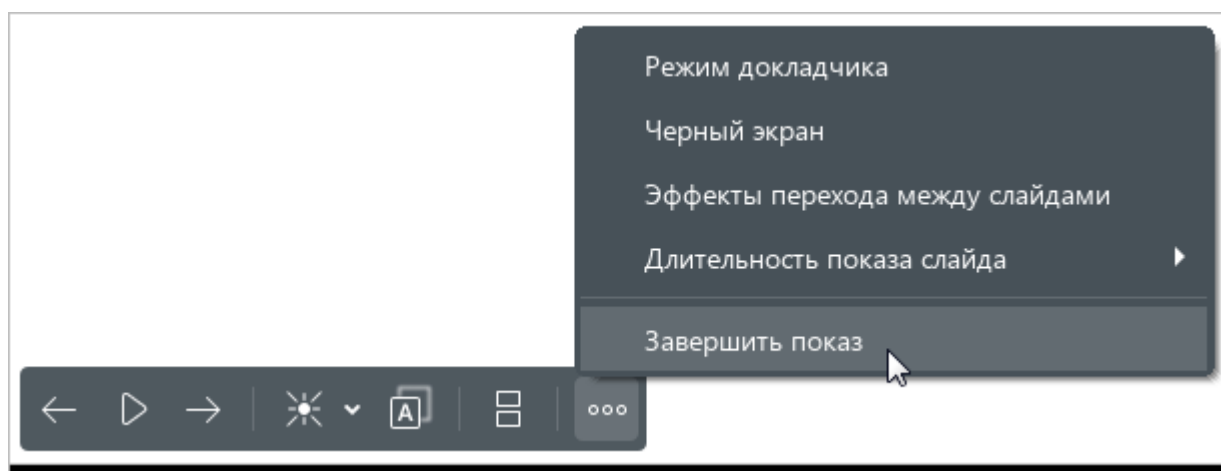 Режим докладчика
Черный экран
Эффекты перехода между слайдами
Длительность показа слайда
Завершить показ
A